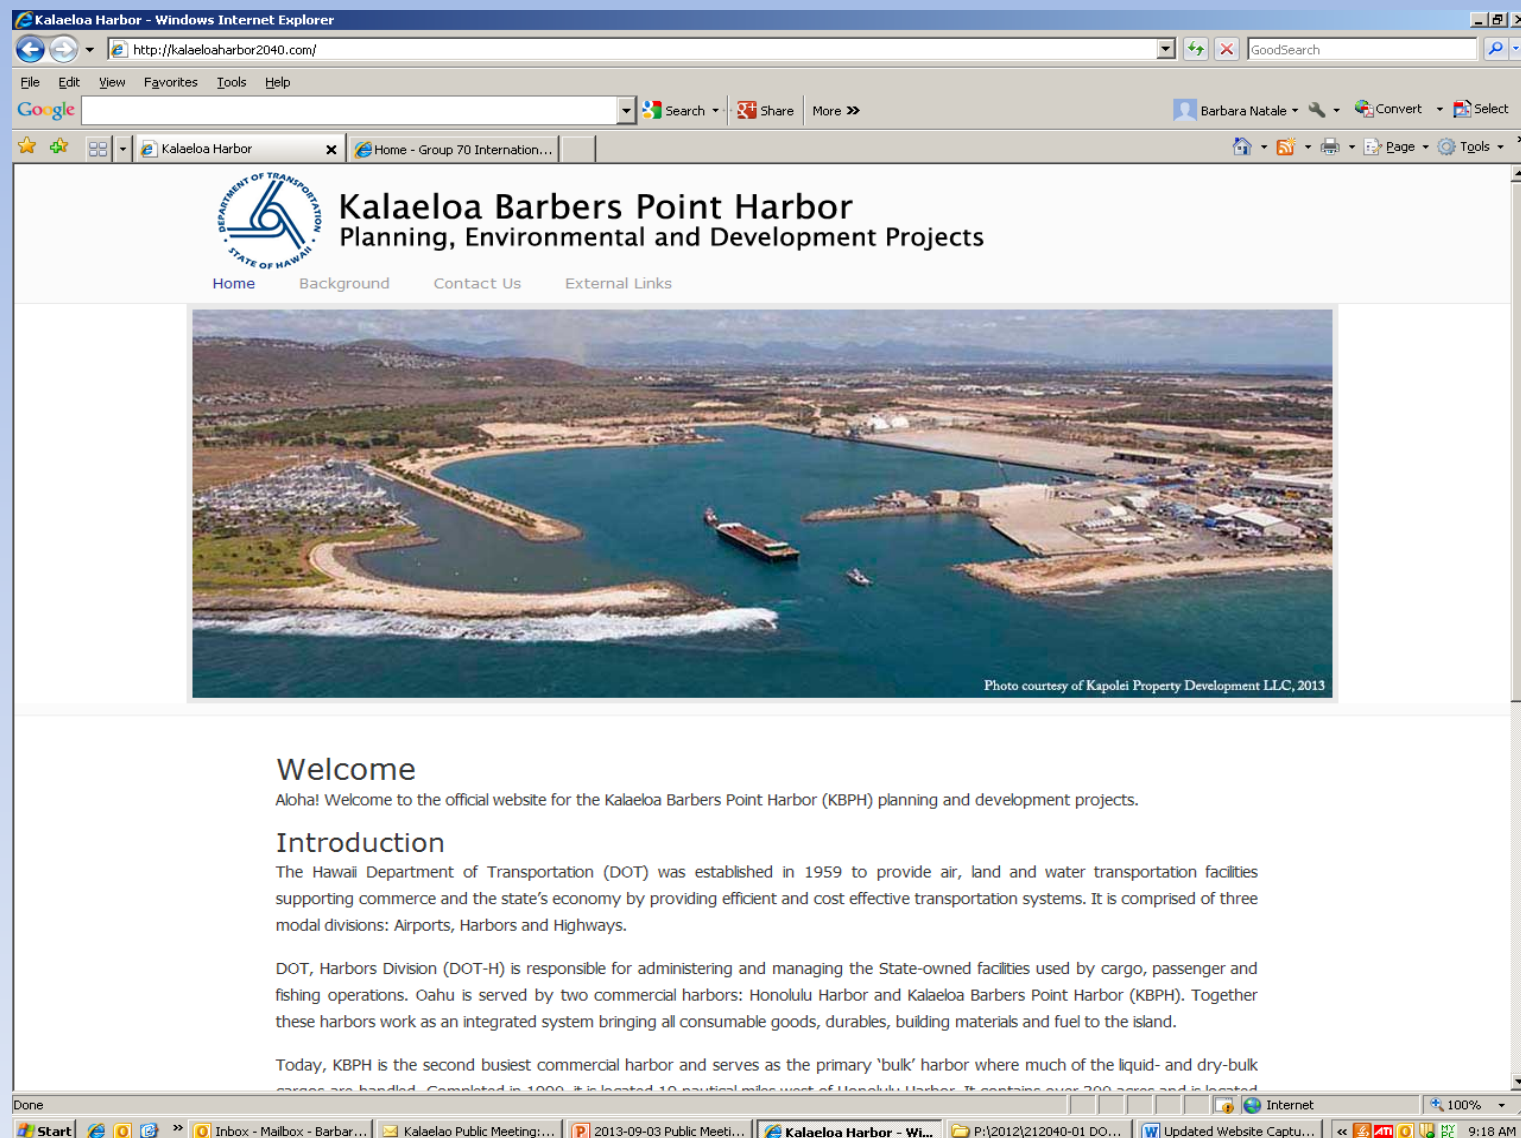 Kalaeloa Harbor - Windows Internet Explorer
http://kalaeloaharbor2040.com/
GoodSearch
File Edit View Favorites Tools Help
Google Search Share More » Barbara Natale Convert Select
Kalaeloa Harbor Home - Group 70 Internation... Page Tools
DEPARTMENT OF TRANSPORTATION
STATE OF HAWAII
Kalaeloa Barbers Point Harbor
Planning, Environmental and Development Projects
Home Background Contact Us External Links
Photo courtesy of Kapolei Property Development LLC, 2013
Welcome
Aloha! Welcome to the official website for the Kalaeloa Barbers Point Harbor (KBPH) planning and development projects.
Introduction
The Hawaii Department of Transportation (DOT) was established in 1959 to provide air, land and water transportation facilities
supporting commerce and the state's economy by providing efficient and cost effective transportation systems. It is comprised of three
modal divisions: Airports, Harbors and Highways.
DOT, Harbors Division (DOT-H) is responsible for administering and managing the State-owned facilities used by cargo, passenger and
fishing operations. Oahu is served by two commercial harbors: Honolulu Harbor and Kalaeloa Barbers Point Harbor (KBPH). Together
these harbors work as an integrated system bringing all consumable goods, durables, building materials and fuel to the island.
Today, KBPH is the second busiest commercial harbor and serves as the primary 'bulk' harbor where much of the liquid- and dry-bulk
Done Internet 100%
Start » Inbox - Mailbox - Barbar... Kalaelao Public Meeting:... 2013-09-03 Public Meeti... Kalaeloa Harbor - Wi... P:\2012\212040-01 DO... Updated Website Captu... « 9:18 AM